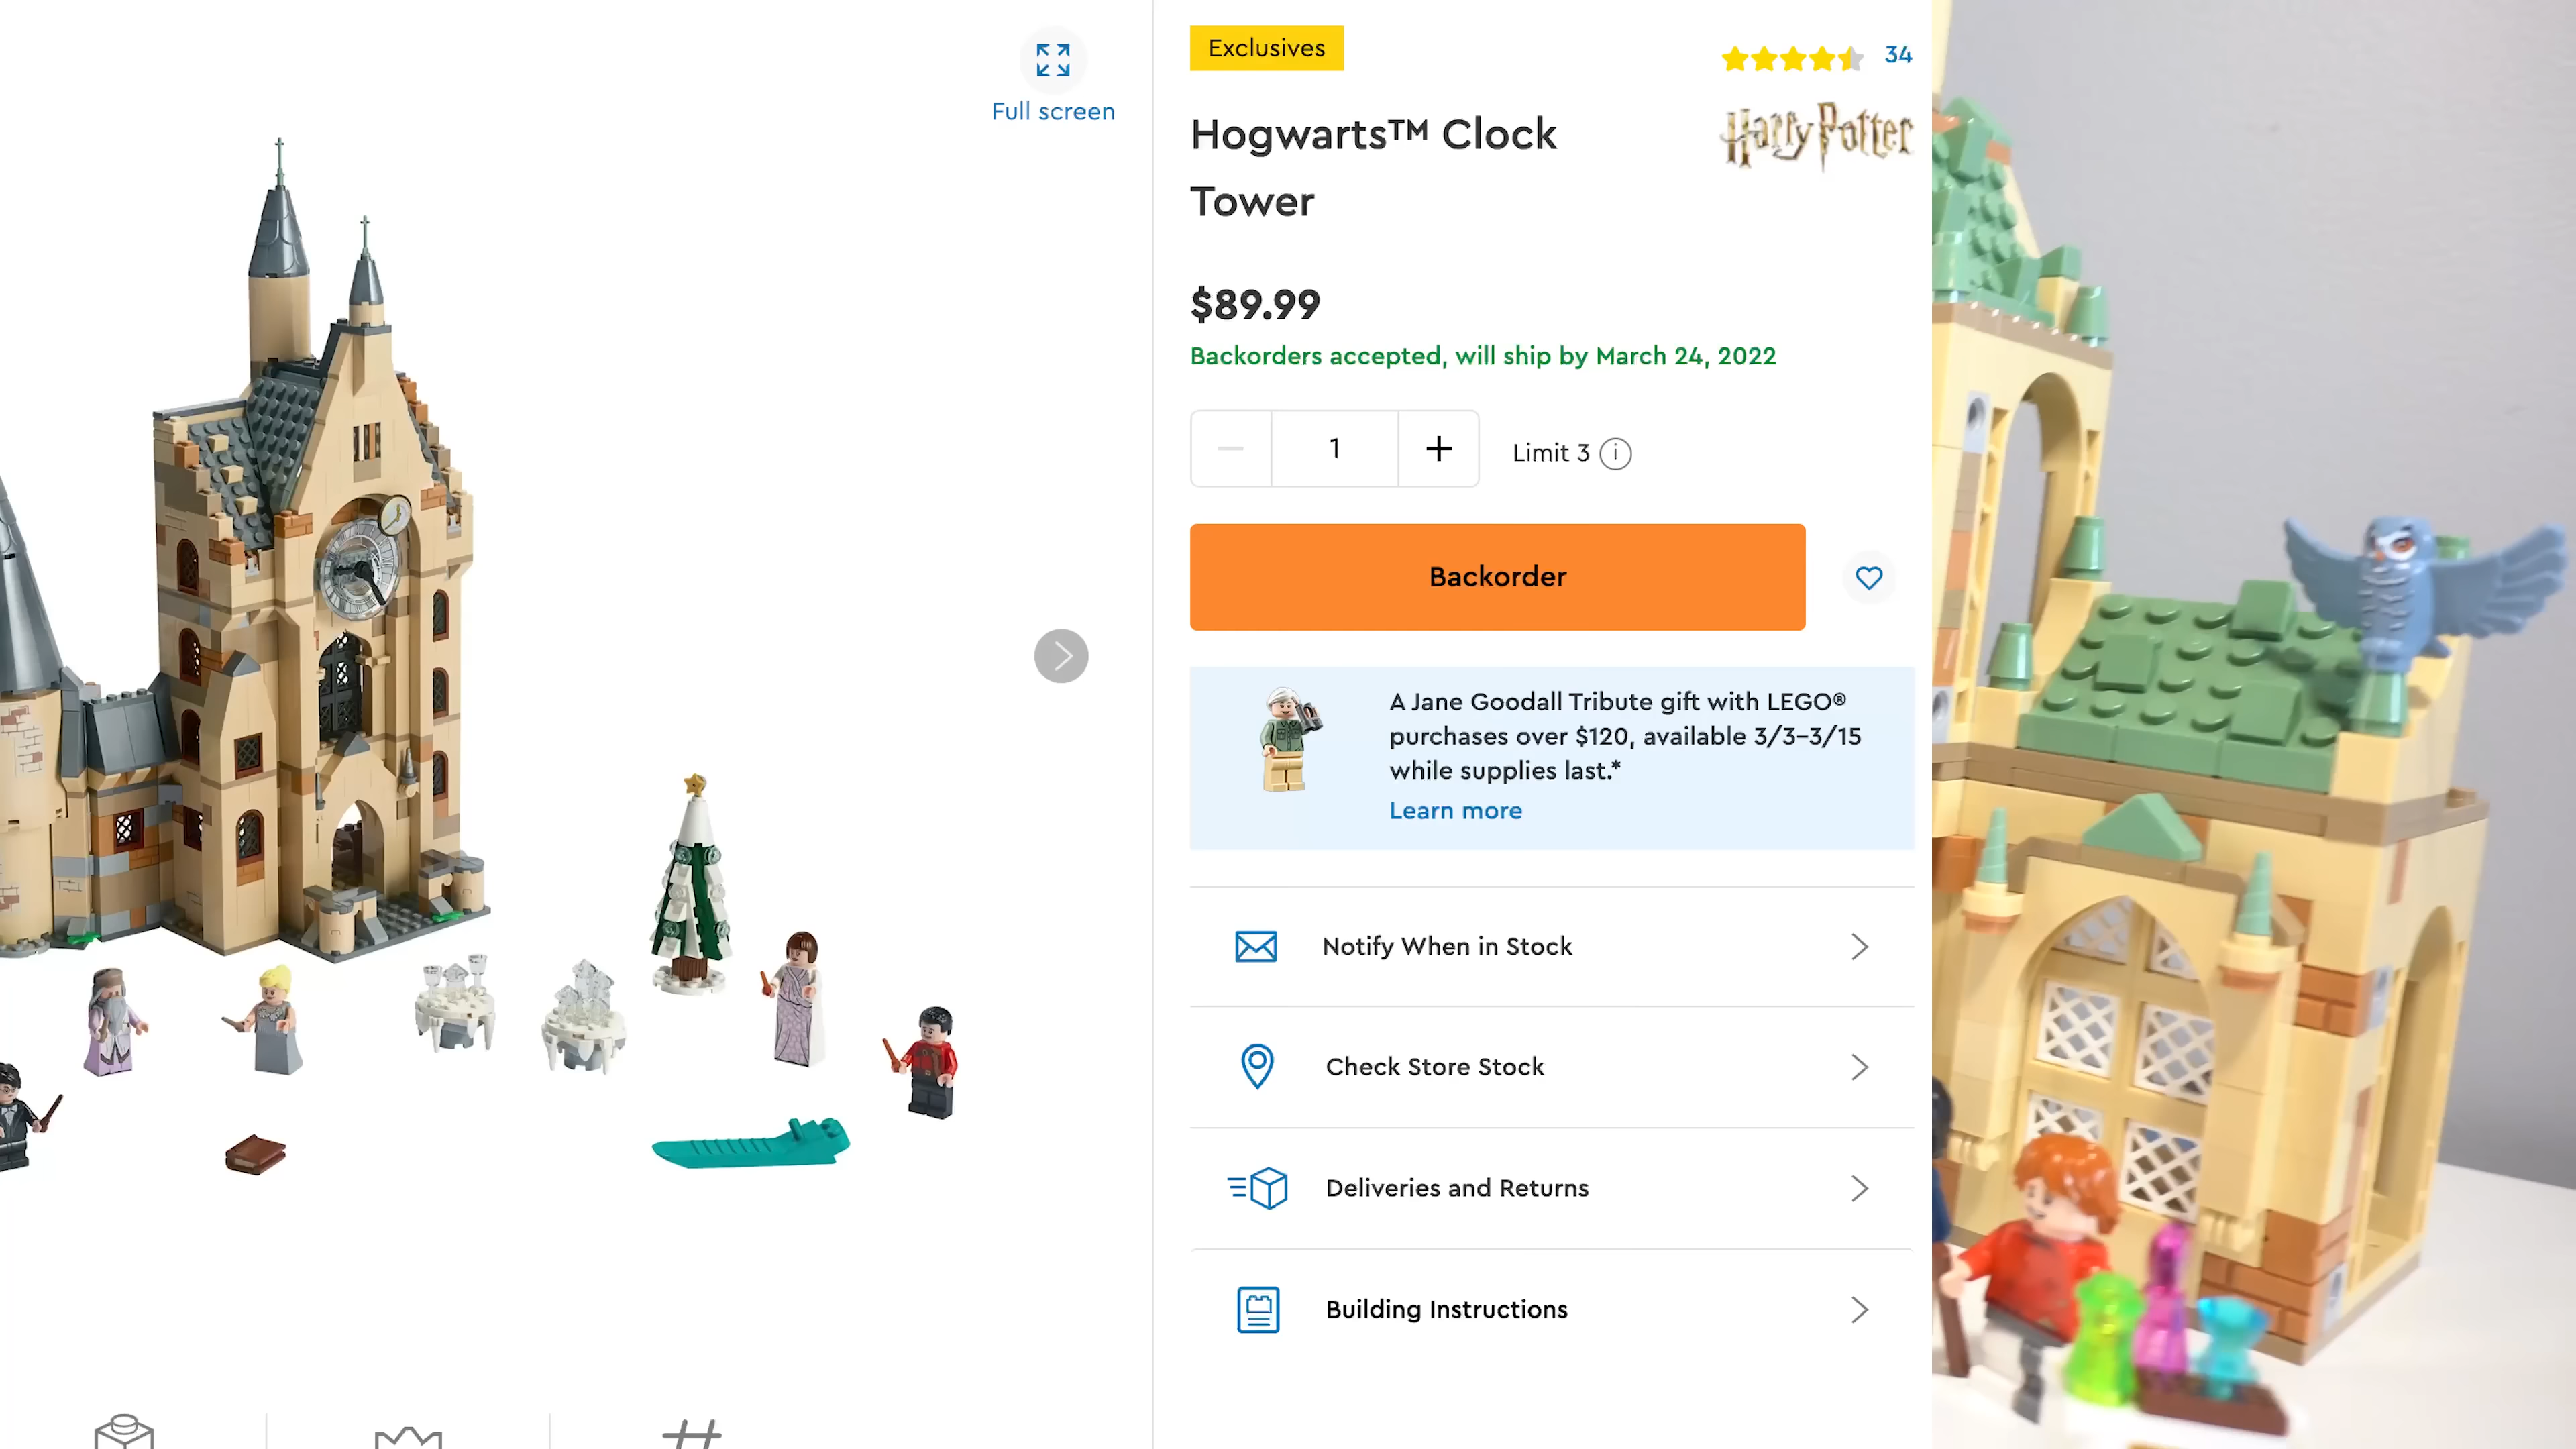 Full screen
Exclusives
34
Hogwarts™ Clock
Tower
Harry Potter
$89.99
Backorders accepted, will ship by March 24, 2022
1
Limit 3
Backorder
A Jane Goodall Tribute gift with LEGO®
purchases over $120, available 3/3-3/15
while supplies last.*
Learn more
Notify When in Stock
Check Store Stock
Deliveries and Returns
Building Instructions